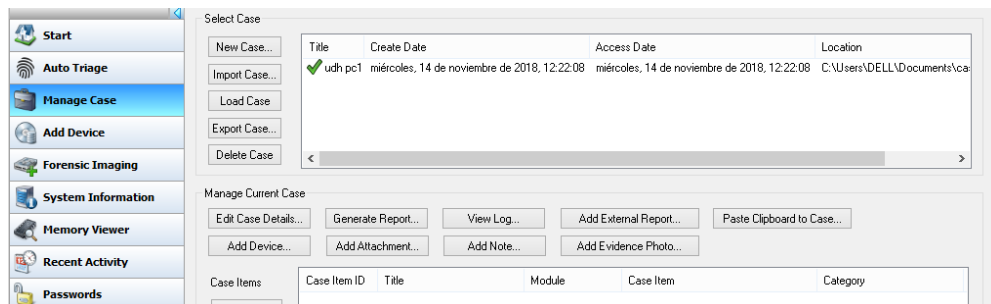 Start
Auto Triage
Manage Case
Add Device
Forensic Imaging
System Information
Memory Viewer
Recent Activity
Passwords
Select Case
New Case...
Import Case...
Load Case
Export Case...
Delete Case
Title Create Date Access Date Location
udh pc1 miércoles, 14 de noviembre de 2018, 12:22:08 miércoles, 14 de noviembre de 2018, 12:22:08 C:\Users\DELL\Documents\ca
Manage Current Case
Edit Case Details... Generate Report... View Log... Add External Report... Paste Clipboard to Case...
Add Device... Add Attachment... Add Note... Add Evidence Photo...
Case Items
Case Item ID Title Module Case Item Category